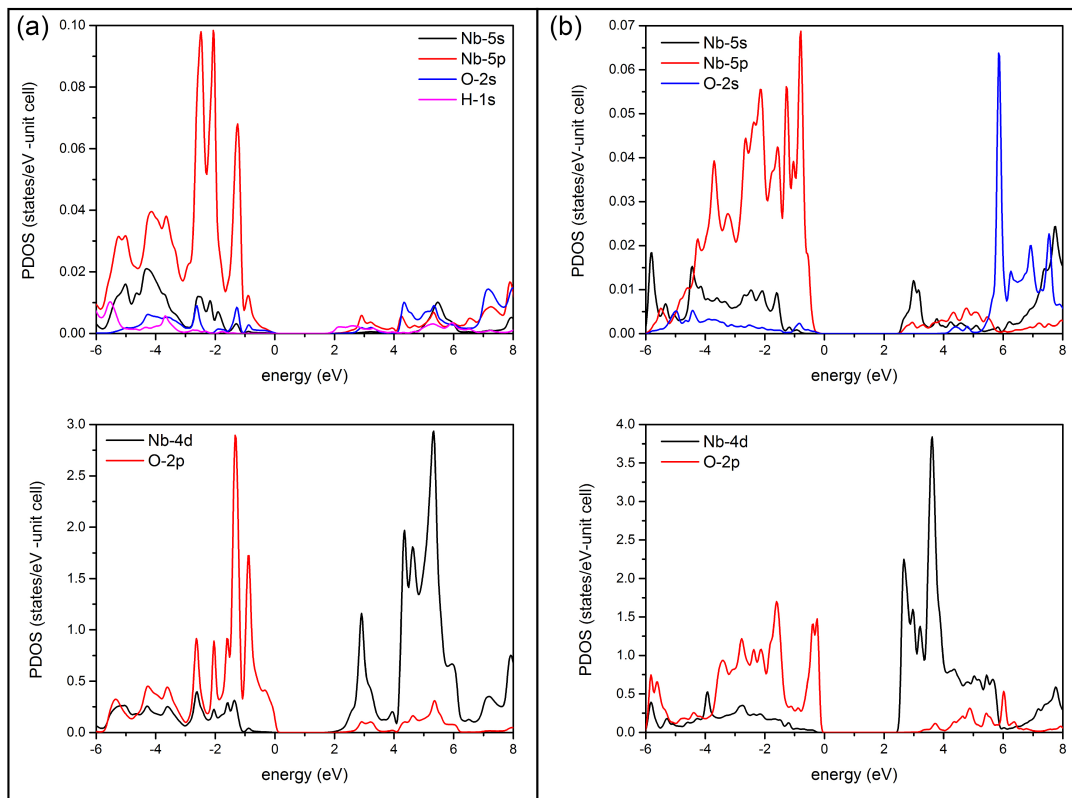 (a)
Nb-5s
Nb-5p
O-2s
H-1s
PDOS (states/eV -unit cell)
0.10
0.08
0.06
0.04
0.02
0.00
-6 -4 -2 0 2 4 6 8
energy (eV)
Nb-4d
O-2p
PDOS (states/eV-unit cell)
3.0
2.5
2.0
1.5
1.0
0.5
0.0
-6 -4 -2 0 2 4 6 8
energy (eV)
(b)
Nb-5s
Nb-5p
O-2s
PDOS (states/eV-unit cell)
0.07
0.06
0.05
0.04
0.03
0.02
0.01
0.00
-6 -4 -2 0 2 4 6 8
energy (eV)
Nb-4d
O-2p
PDOS (states/eV-unit cell)
4.0
3.5
3.0
2.5
2.0
1.5
1.0
0.5
0.0
-6 -4 -2 0 2 4 6 8
energy (eV)